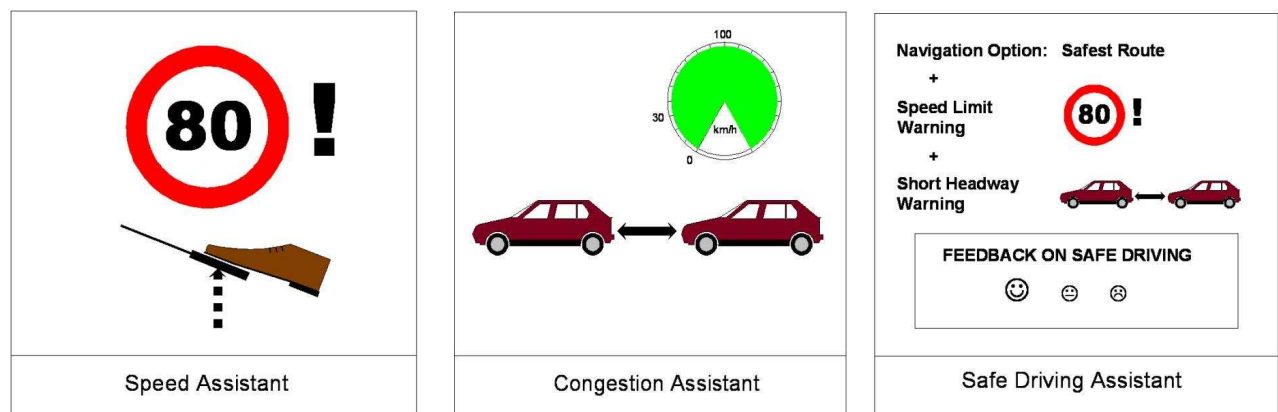 80 !
Speed Assistant
100
30
km/h
0
Congestion Assistant
Navigation Option: Safest Route
+
Speed Limit
Warning
80 !
+
Short Headway
Warning
FEEDBACK ON SAFE DRIVING
Safe Driving Assistant